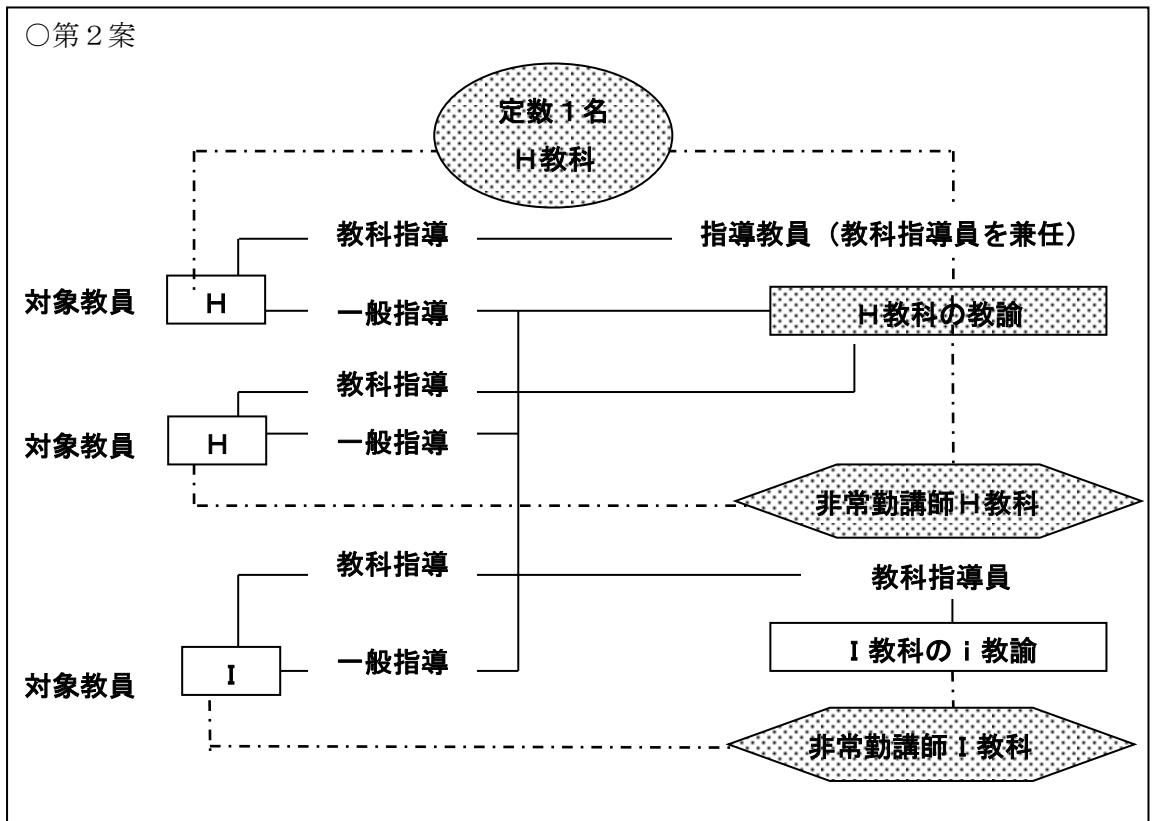 ○第２案
定数１名
Ｈ教科
教科指導
指導教員（教科指導員を兼任）
対象教員
Ｈ
一般指導
Ｈ教科の教諭
教科指導
対象教員
Ｈ
一般指導
非常勤講師Ｈ教科
教科指導
教科指導員
対象教員
Ｉ
一般指導
Ｉ教科のｉ教諭
非常勤講師Ｉ教科